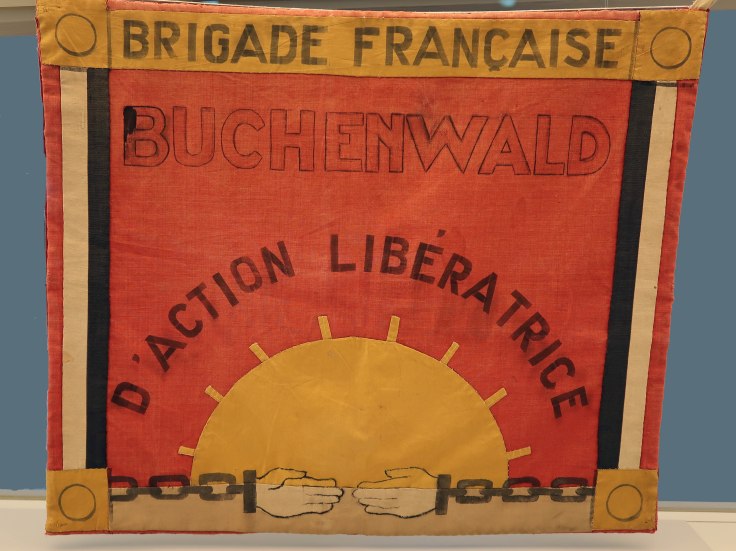 BRIGADE FRANÇAISE
BUCHENWALD
D'ACTION LIBÉRATRICE